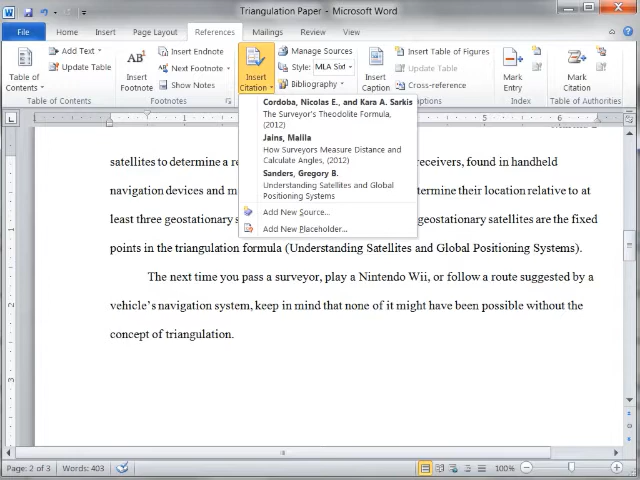 Triangulation Paper - Microsoft Word
File Home Insert Page Layout References Mailings Review View
Table of Contents
Add Text
Update Table
Table of Contents
AB¹
Insert Footnote
Insert Endnote
Next Footnote
Show Notes
Footnotes
Insert Citation
Manage Sources
Style: MLA Sixt
Bibliography
Insert Caption
Insert Table of Figures
Update Table
Cross-reference
Mark Entry
Mark Citation
Table of Authorities
Cordoba, Nicolas E., and Kara A. Sarkis
The Surveyor's Theodolite Formula,
(2012)
Jains, Malila
How Surveyors Measure Distance and
Calculate Angles, (2012)
Sanders, Gregory B.
Understanding Satellites and Global
Positioning Systems
Add New Source...
Add New Placeholder...
satellites to determine a receivers, found in handheld
navigation devices and termine their location relative to at
least three geostationary geostationary satellites are the fixed
points in the triangulation formula (Understanding Satellites and Global Positioning Systems).
The next time you pass a surveyor, play a Nintendo Wii, or follow a route suggested by a
vehicle's navigation system, keep in mind that none of it might have been possible without the
concept of triangulation.
Page: 2 of 3 Words: 403 100%